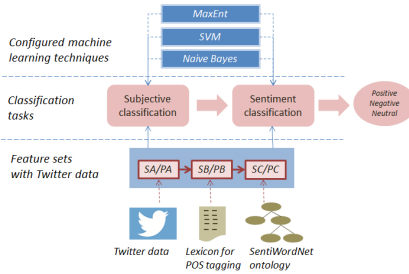 MaxEnt
Configured machine
learning techniques
SVM
Naive Bayes
Classification
tasks
Subjective
classification
Sentiment
classification
Positive
Negative
Neutral
Feature sets
with Twitter data
SA/PA
SB/PB
SC/PC
Twitter data
Lexicon for
POS tagging
SentiWordNet
ontology